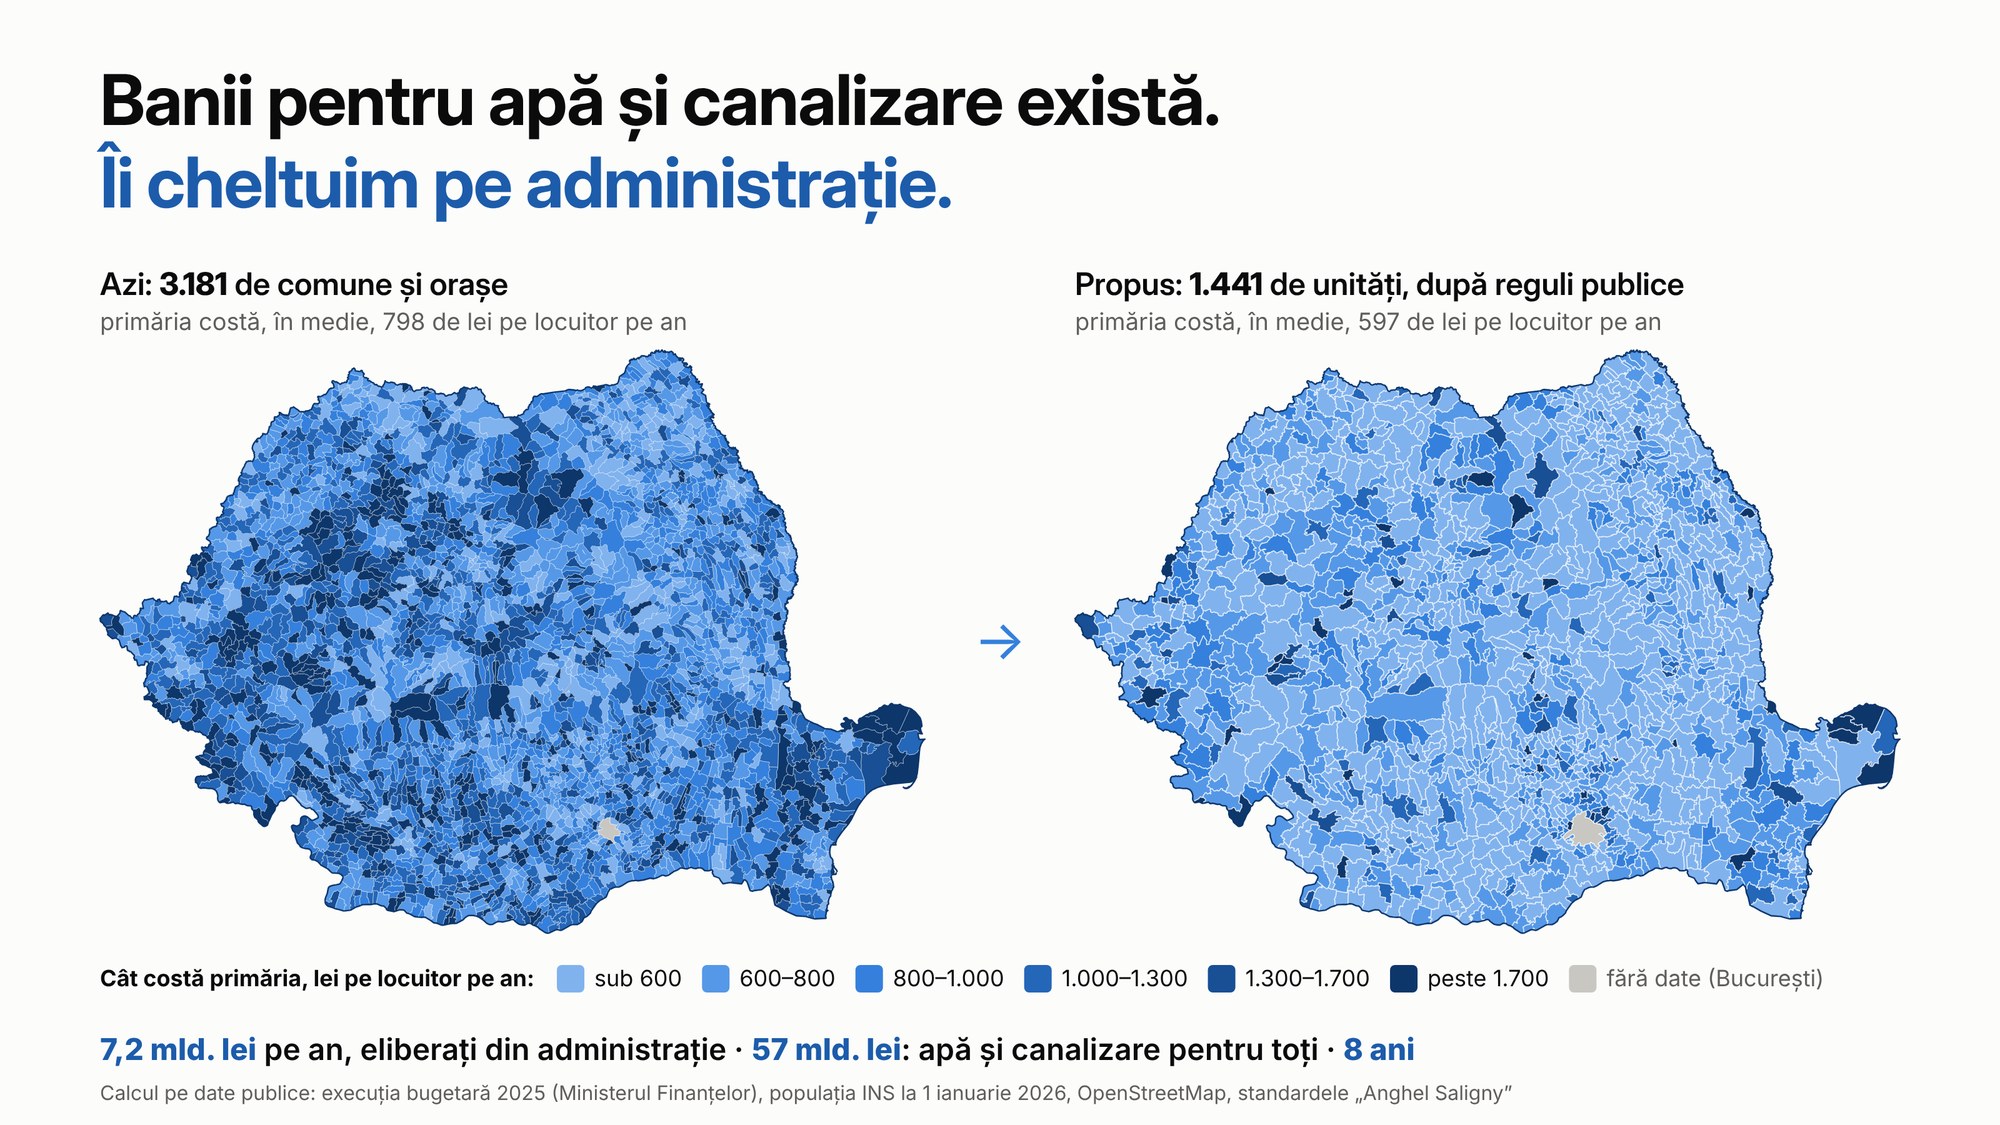 Banii pentru apă și canalizare există.
Îi cheltuim pe administrație.
Azi: 3.181 de comune și orașe
primăria costă, în medie, 798 de lei pe locuitor pe an
Propus: 1.441 de unități, după reguli publice
primăria costă, în medie, 597 de lei pe locuitor pe an
→
Cât costă primăria, lei pe locuitor pe an: sub 600 600–800 800–1.000 1.000–1.300 1.300–1.700 peste 1.700 fără date (București)
7,2 mld. lei pe an, eliberați din administrație · 57 mld. lei: apă și canalizare pentru toți · 8 ani
Calcul pe date publice: execuția bugetară 2025 (Ministerul Finanțelor), populația INS la 1 ianuarie 2026, OpenStreetMap, standardele „Anghel Saligny”